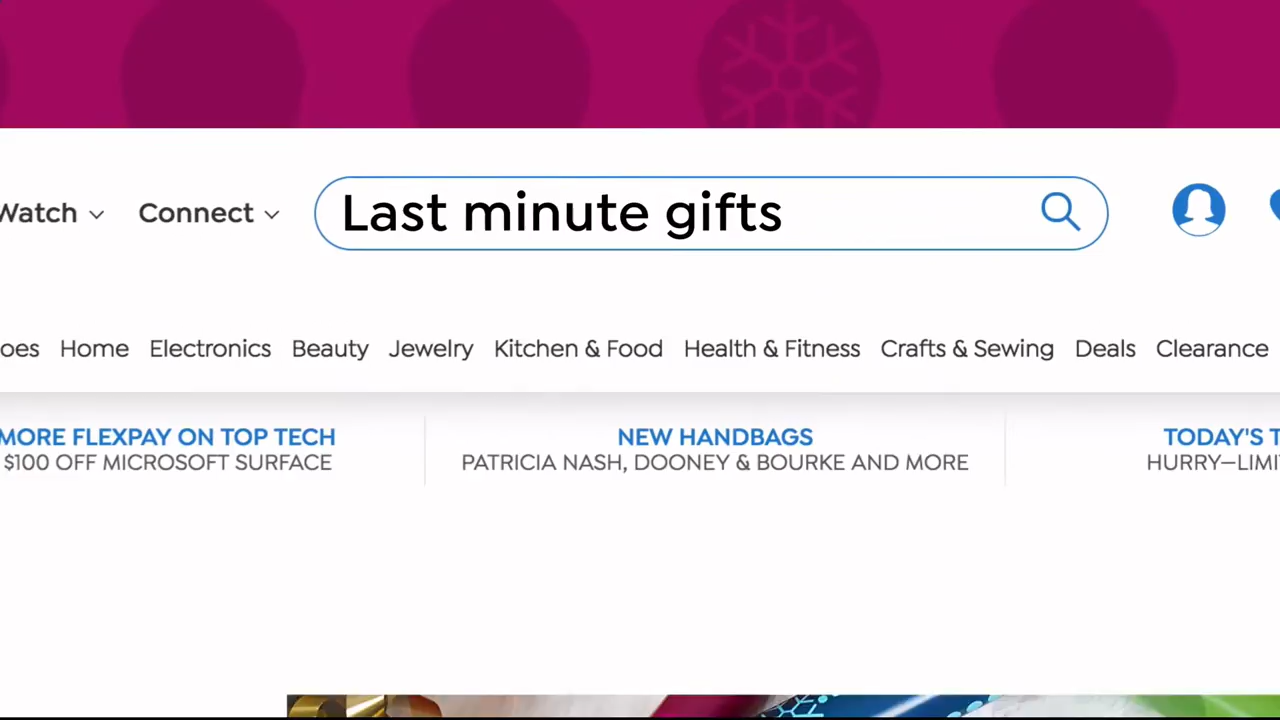 Watch
Connect
Last minute gifts
oes Home Electronics Beauty Jewelry Kitchen & Food Health & Fitness Crafts & Sewing Deals Clearance
MORE FLEXPAY ON TOP TECH
$100 OFF MICROSOFT SURFACE
NEW HANDBAGS
PATRICIA NASH, DOONEY & BOURKE AND MORE
TODAY'S T
HURRY—LIMI